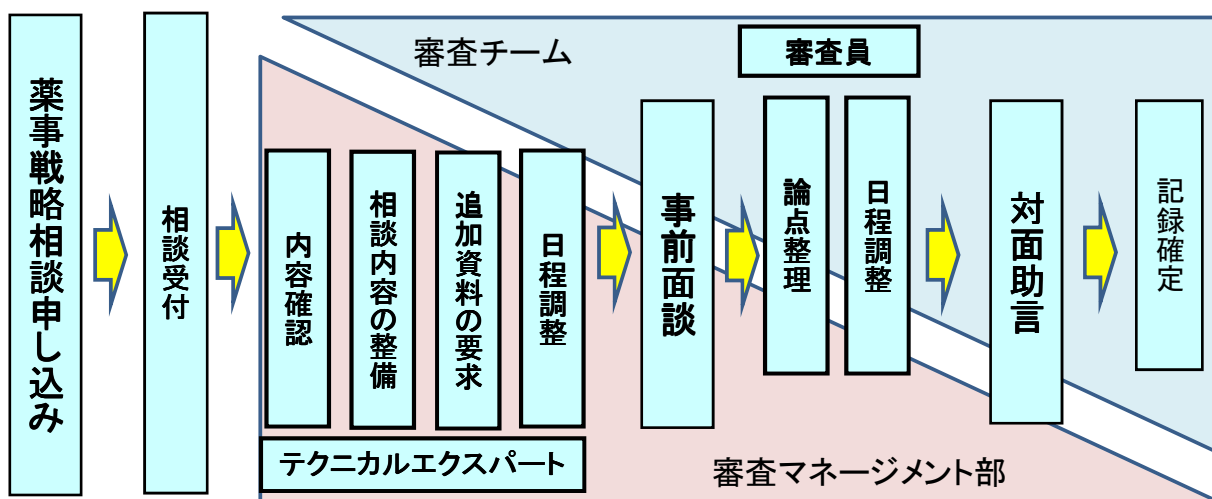 薬事戦略相談申し込み
相談受付
審査チーム
審査員
内容確認
相談内容の整備
追加資料の要求
日程調整
テクニカルエクスパート
事前面談
論点整理
日程調整
対面助言
記録確定
審査マネージメント部